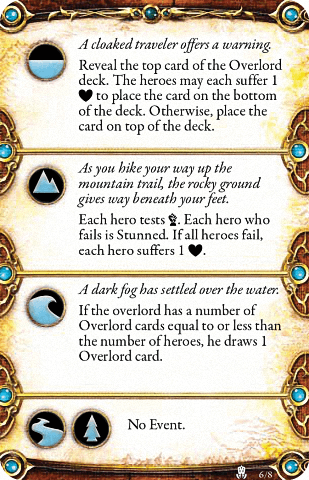 A cloaked traveler offers a warning.
Reveal the top card of the Overlord
deck. The heroes may each suffer 1
♥ to place the card on the bottom
of the deck. Otherwise, place the
card on top of the deck.
As you hike your way up the
mountain trail, the rocky ground
gives way beneath your feet.
Each hero tests . Each hero who
fails is Stunned. If all heroes fail,
each hero suffers 1 ♥.
A dark fog has settled over the water.
If the overlord has a number of
Overlord cards equal to or less than
the number of heroes, he draws 1
Overlord card.
No Event.
6/8